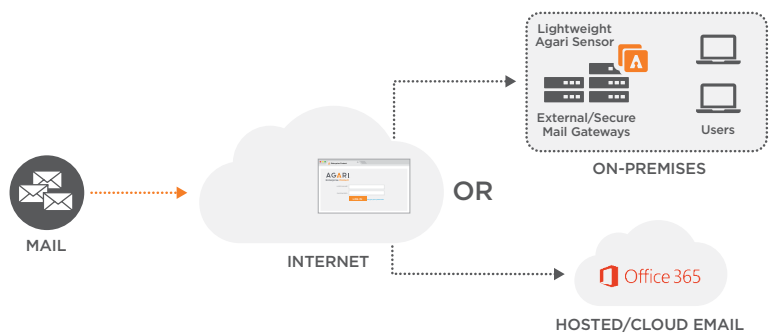 Lightweight
Agari Sensor
External/Secure
Mail Gateways
Users
ON-PREMISES
MAIL
AGARI
INTERNET
OR
Office 365
HOSTED/CLOUD EMAIL